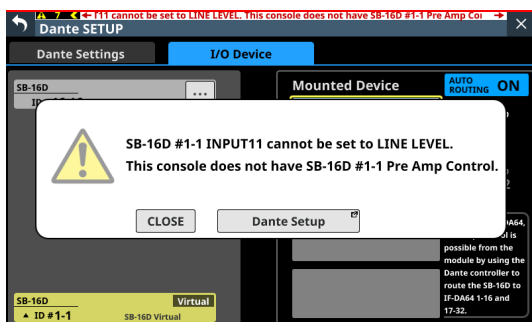 7 ← f11 cannot be set to LINE LEVEL. This console does not have SB-16D #1-1 Pre Amp Co →
Dante SETUP
Dante Settings
I/O Device
SB-16D
...
Mounted Device
AUTO
ROUTING ON
SB-16D #1-1 INPUT11 cannot be set to LINE LEVEL.
This console does not have SB-16D #1-1 Pre Amp Control.
CLOSE
Dante Setup
possible from the
module by using the
Dante controller to
route the SB-16D to
IF-DA64 1-16 and
17-32.
SB-16D
Virtual
▲ ID #1-1
SB-16D Virtual